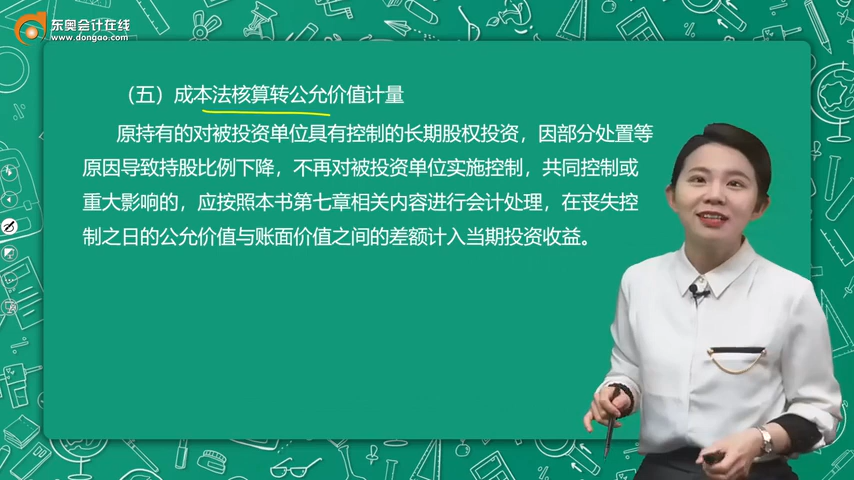 东奥会计在线
www.dongao.com
（五）成本法核算转公允价值计量
原持有的对被投资单位具有控制的长期股权投资，因部分处置等
原因导致持股比例下降，不再对被投资单位实施控制，共同控制或
重大影响的，应按照本书第七章相关内容进行会计处理，在丧失控
制之日的公允价值与账面价值之间的差额计入当期投资收益。